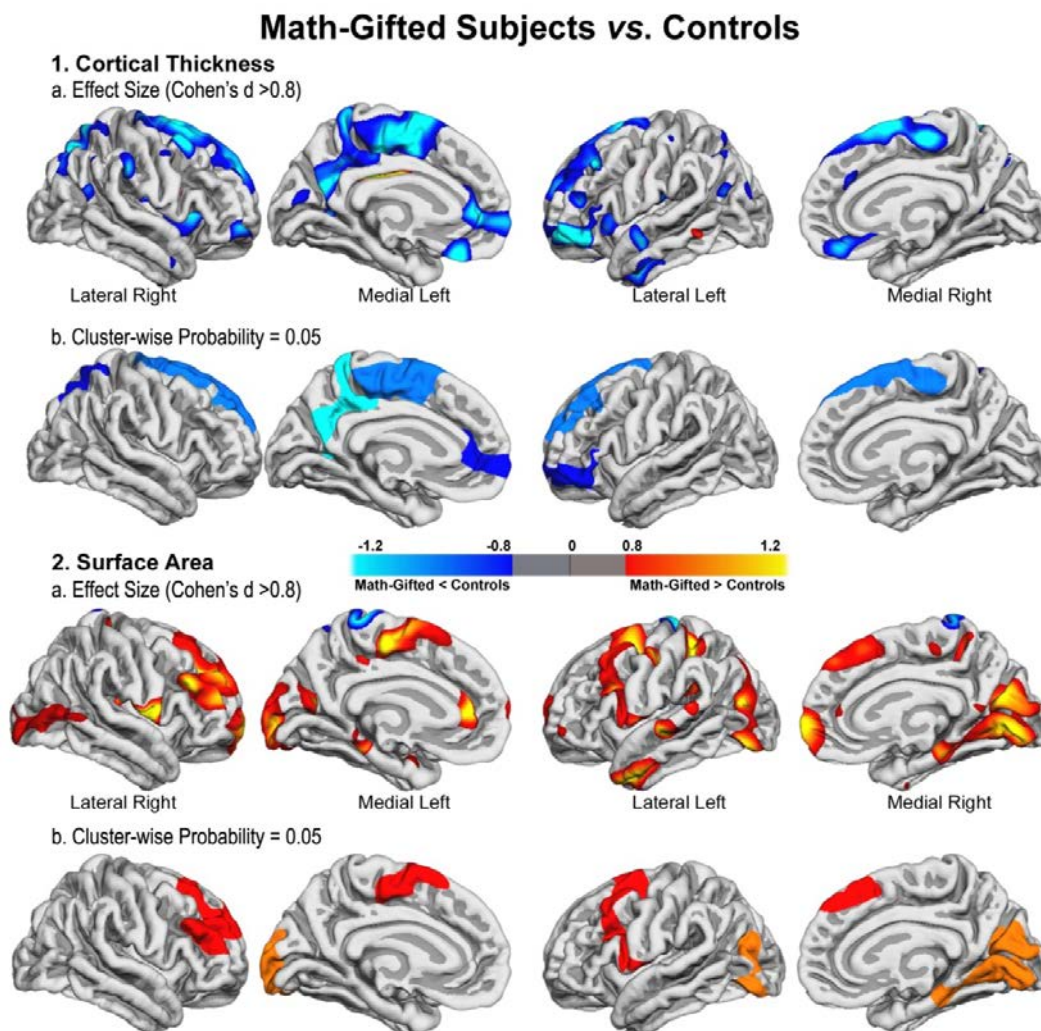 Math-Gifted Subjects vs. Controls
1. Cortical Thickness
a. Effect Size (Cohen's d >0.8)
Lateral Right
Medial Left
Lateral Left
Medial Right
b. Cluster-wise Probability = 0.05
2. Surface Area
-1.2 -0.8 0 0.8 1.2
Math-Gifted < Controls Math-Gifted > Controls
a. Effect Size (Cohen's d >0.8)
Lateral Right
Medial Left
Lateral Left
Medial Right
b. Cluster-wise Probability = 0.05